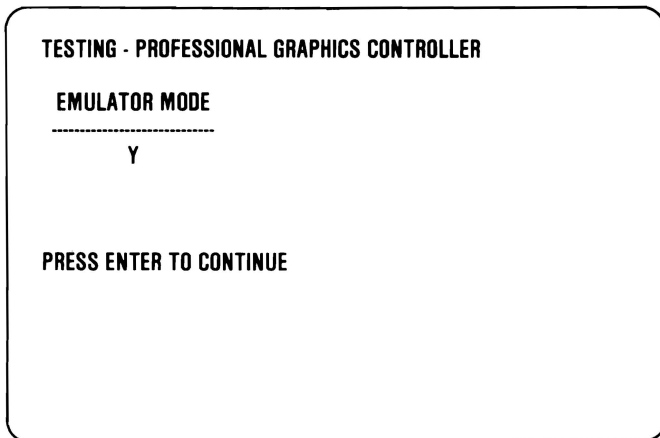 TESTING - PROFESSIONAL GRAPHICS CONTROLLER
EMULATOR MODE
-----------------------------
Y
PRESS ENTER TO CONTINUE